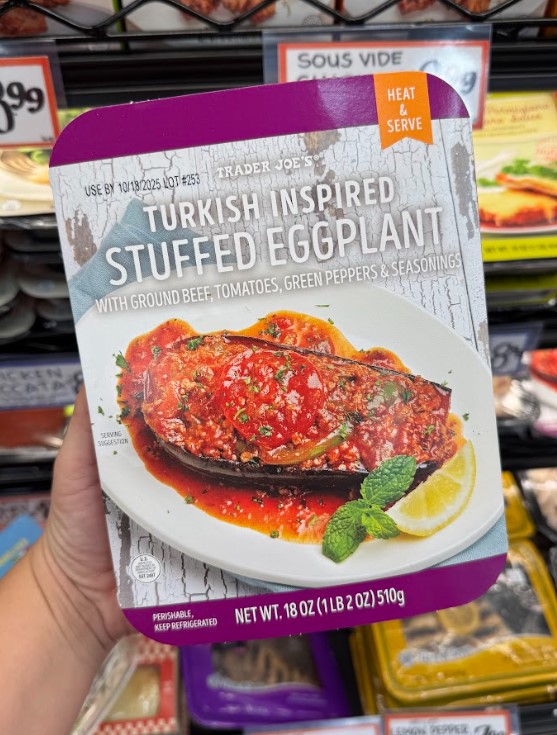 SOUS VIDE
8.99
HEAT
&
SERVE
USE BY 10/18/2025 LOT #253
TRADER JOE'S
TURKISH INSPIRED
STUFFED EGGPLANT
WITH GROUND BEEF, TOMATOES, GREEN PEPPERS & SEASONINGS
SERVING
SUGGESTION
PERISHABLE,
KEEP REFRIGERATED
NET WT. 18 OZ (1 LB 2 OZ) 510g